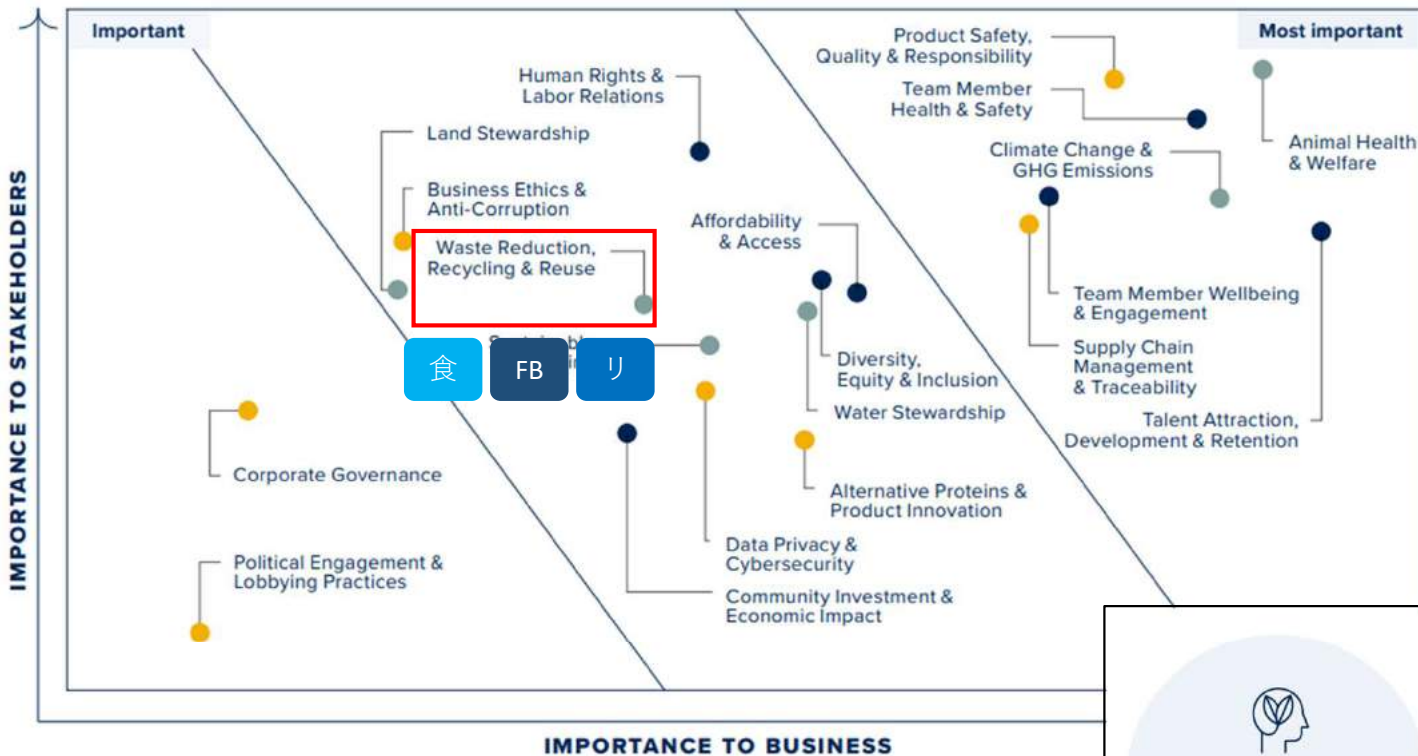 Important
Most important
Product Safety,
Quality & Responsibility
Human Rights &
Labor Relations
Team Member
Health & Safety
Land Stewardship
Animal Health
& Welfare
Climate Change &
GHG Emissions
Business Ethics &
Anti-Corruption
Affordability
& Access
Waste Reduction,
Recycling & Reuse
Team Member Wellbeing
& Engagement
食 FB リ
Diversity,
Equity & Inclusion
Supply Chain
Management
& Traceability
Water Stewardship
Talent Attraction,
Development & Retention
Corporate Governance
Alternative Proteins &
Product Innovation
Data Privacy &
Cybersecurity
Political Engagement &
Lobbying Practices
Community Investment &
Economic Impact
IMPORTANCE TO STAKEHOLDERS
IMPORTANCE TO BUSINESS